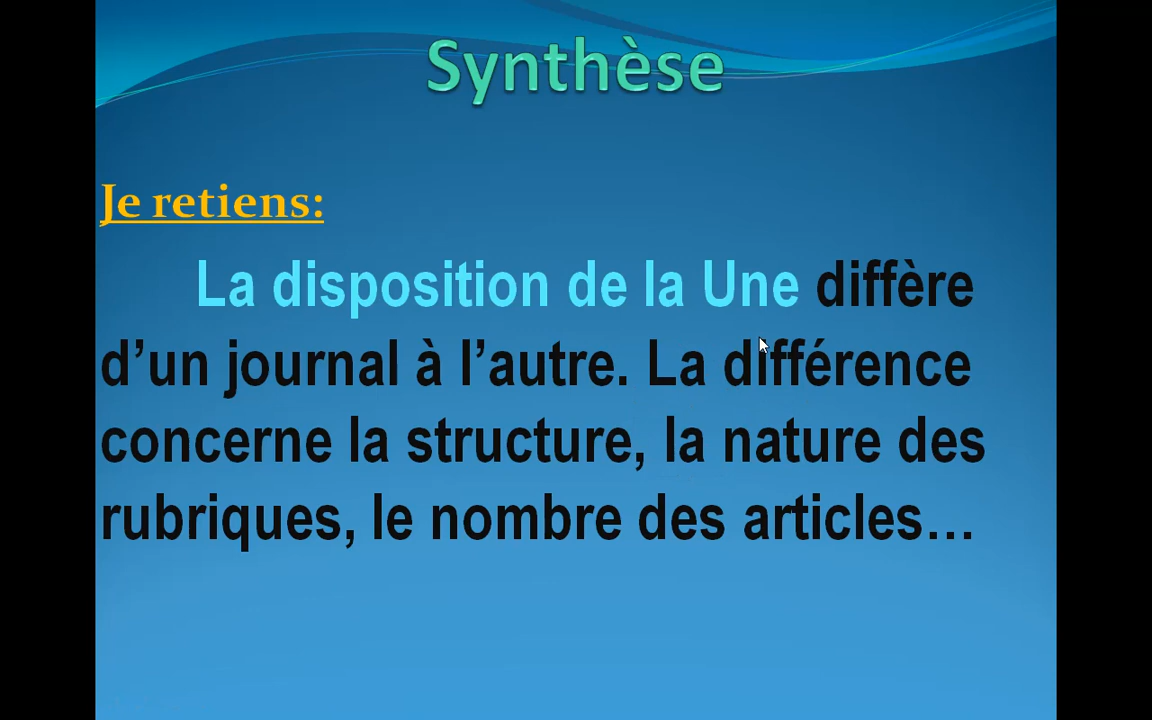 Synthèse
Je retiens:
La disposition de la Une diffère
d’un journal à l’autre. La différence
concerne la structure, la nature des
rubriques, le nombre des articles…